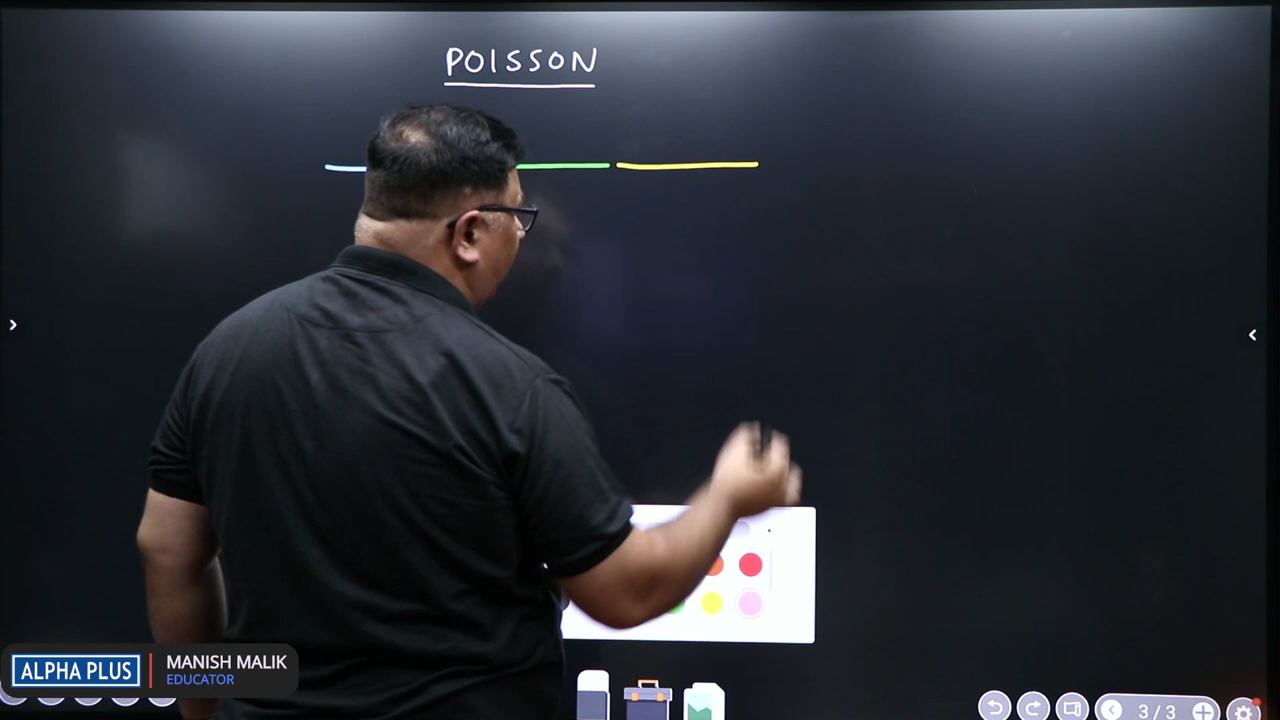 POISSON
ALPHA PLUS
MANISH MALIK
EDUCATOR
3/3